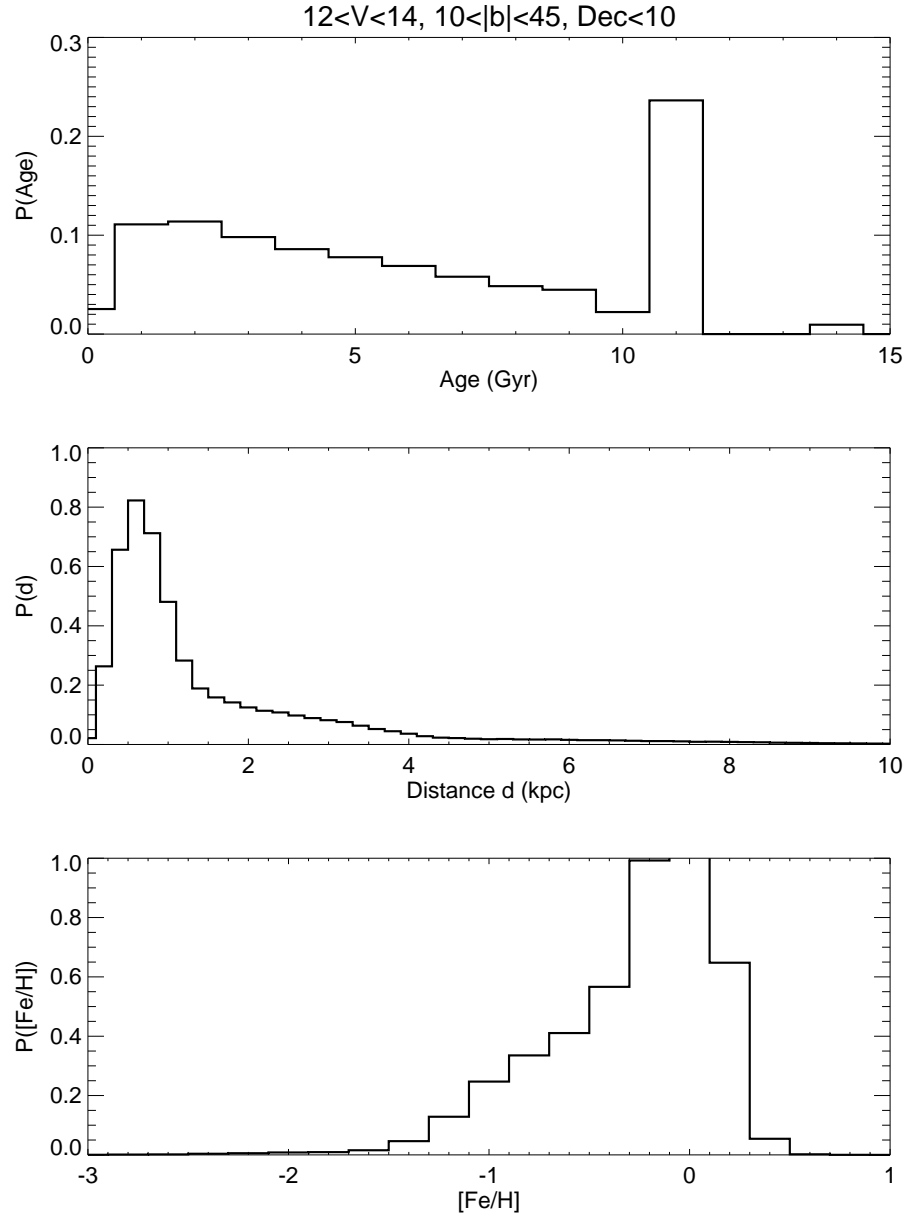 12<V<14, 10<|b|<45, Dec<10
0.3
0.2
0.1
0.0
P(Age)
0 5 10 15
Age (Gyr)
1.0
0.8
0.6
0.4
0.2
0.0
P(d)
0 2 4 6 8 10
Distance d (kpc)
1.0
0.8
0.6
0.4
0.2
0.0
P([Fe/H])
-3 -2 -1 0 1
[Fe/H]